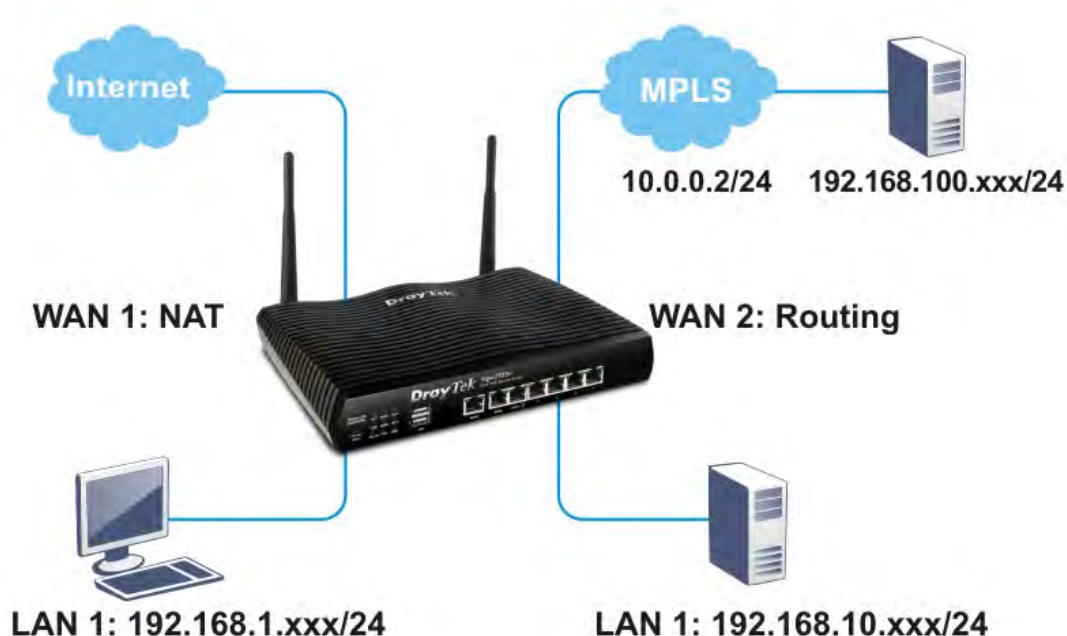 Internet
MPLS
10.0.0.2/24
192.168.100.xxx/24
WAN 1: NAT
DrayTek
WAN 2: Routing
DrayTek
LAN 1: 192.168.1.xxx/24
LAN 1: 192.168.10.xxx/24